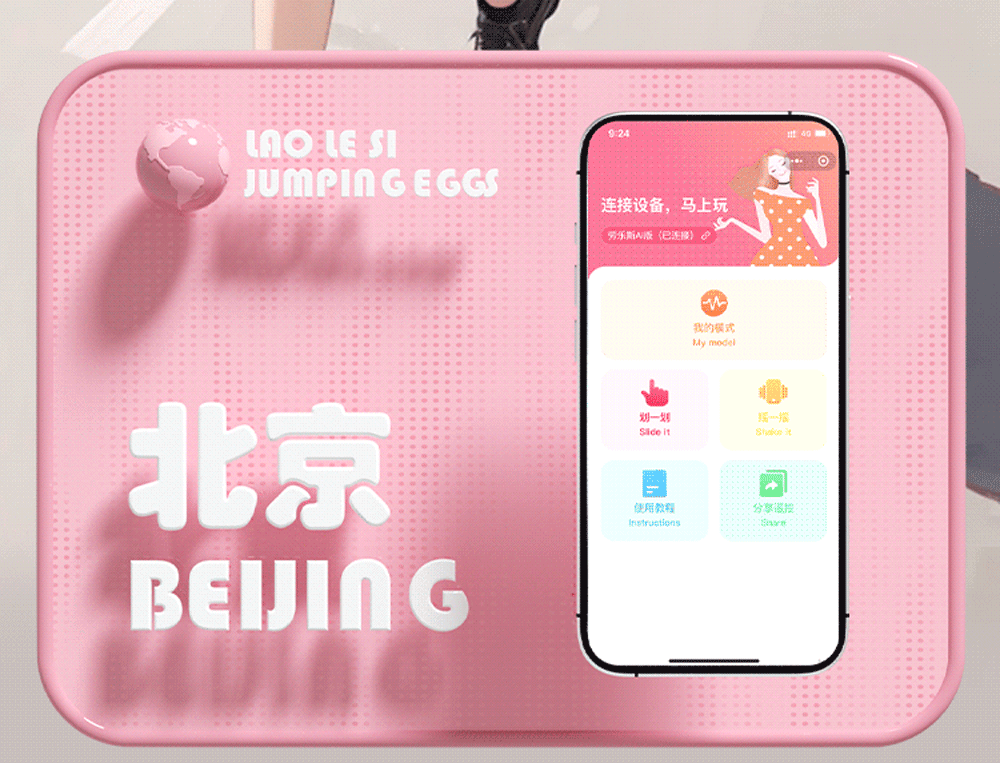 LAO LE SI
JUMPING EGGS
北京
BEIJING
9:24
4G
连接设备，马上玩
劳乐斯AI版（已连接）
我的模式
My model
划一划
Slide it
摇一摇
Shake it
使用教程
Instructions
分享遥控
Share